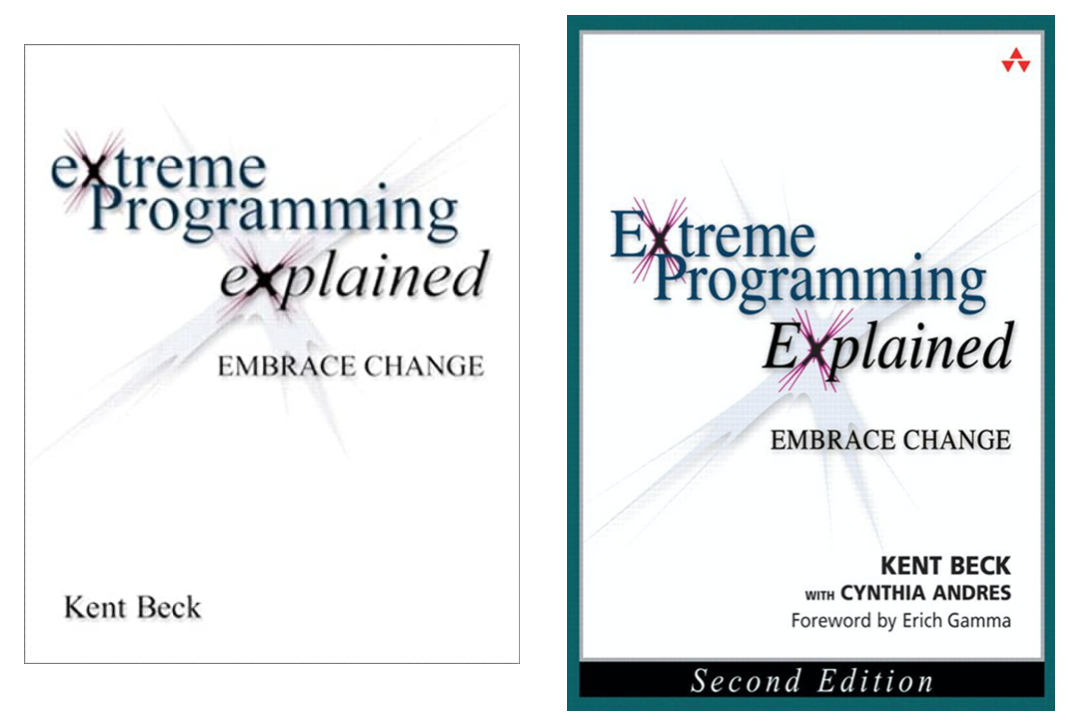 eXtreme
Programming
eXplained
EMBRACE CHANGE
Kent Beck
Extreme
Programming
Explained
EMBRACE CHANGE
KENT BECK
WITH CYNTHIA ANDRES
Foreword by Erich Gamma
Second Edition